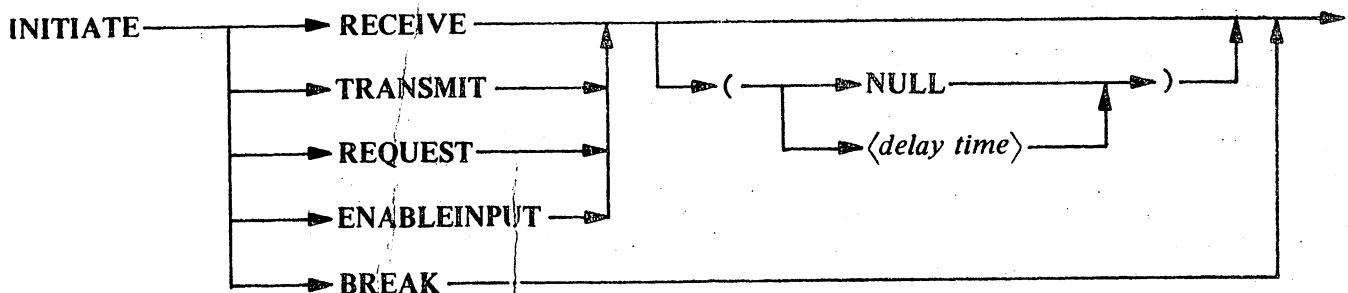 INITIATE RECEIVE
TRANSMIT ( NULL )
REQUEST ⟨delay time⟩
ENABLEINPUT
BREAK